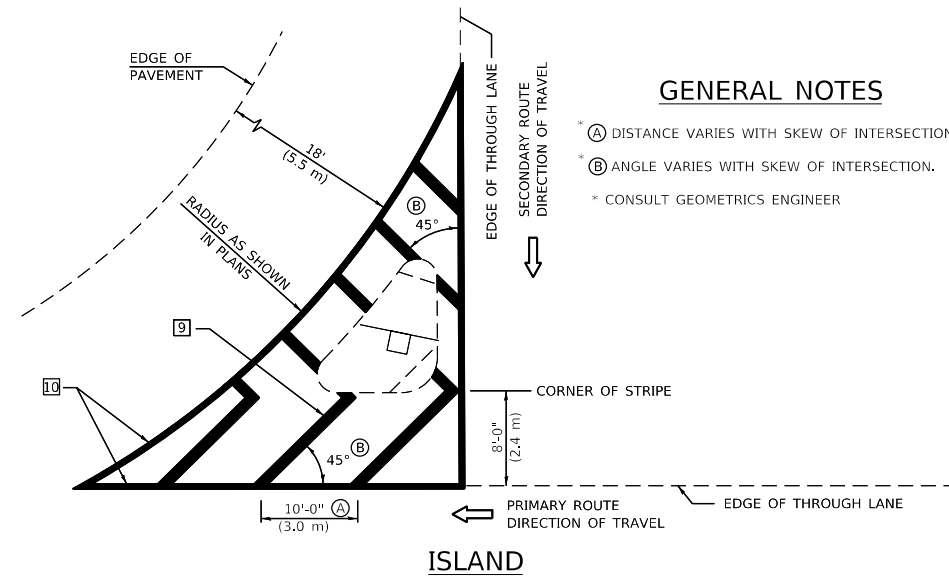 EDGE OF
PAVEMENT
18'
(5.5 m)
RADIUS AS SHOWN
IN PLANS
9
10
B
45°
EDGE OF THROUGH LANE
SECONDARY ROUTE
DIRECTION OF TRAVEL
GENERAL NOTES
* A DISTANCE VARIES WITH SKEW OF INTERSECTION
* B ANGLE VARIES WITH SKEW OF INTERSECTION.
* CONSULT GEOMETRICS ENGINEER
CORNER OF STRIPE
8'-0"
(2.4 m)
45° B
10'-0" A
(3.0 m)
PRIMARY ROUTE
DIRECTION OF TRAVEL
EDGE OF THROUGH LANE
ISLAND